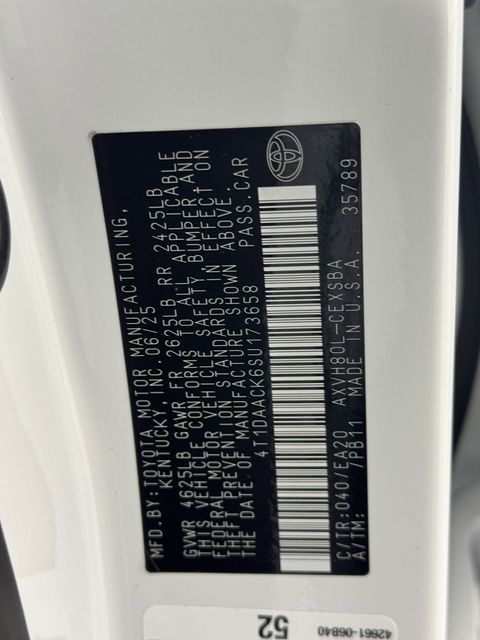 MFD.BY:TOYOTA MOTOR MANUFACTURING,
KENTUCKY, INC. 06/25
GVWR 4625LB GAWR FR 2625LB RR 2425LB
THIS VEHICLE CONFORMS TO ALL APPLICABLE
FEDERAL MOTOR VEHICLE SAFETY, BUMPER AND
THEFT PREVENTION STANDARDS IN EFFECT ON
THE DATE OF MANUFACTURE SHOWN ABOVE.
4T1DAACK6SU173658 PASS.CAR
C/TR:040/EA20 AXVH80L-CEXSBA
A/TM: /PB11 MADE IN U.S.A. 35789
52
42661-06B40